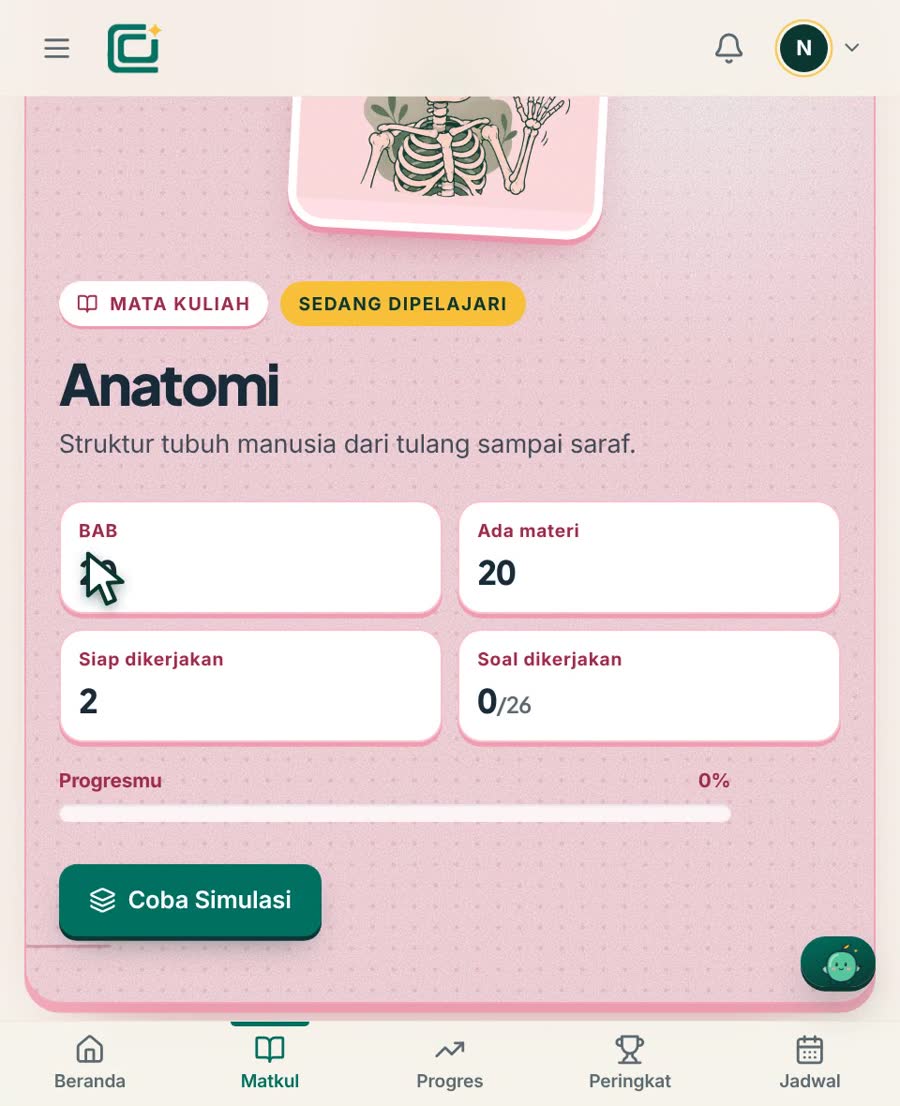 N
MATA KULIAH
SEDANG DIPELAJARI
Anatomi
Struktur tubuh manusia dari tulang sampai saraf.
BAB
Ada materi
20
Siap dikerjakan
2
Soal dikerjakan
0/26
Progresmu
0%
Coba Simulasi
Beranda
Matkul
Progres
Peringkat
Jadwal